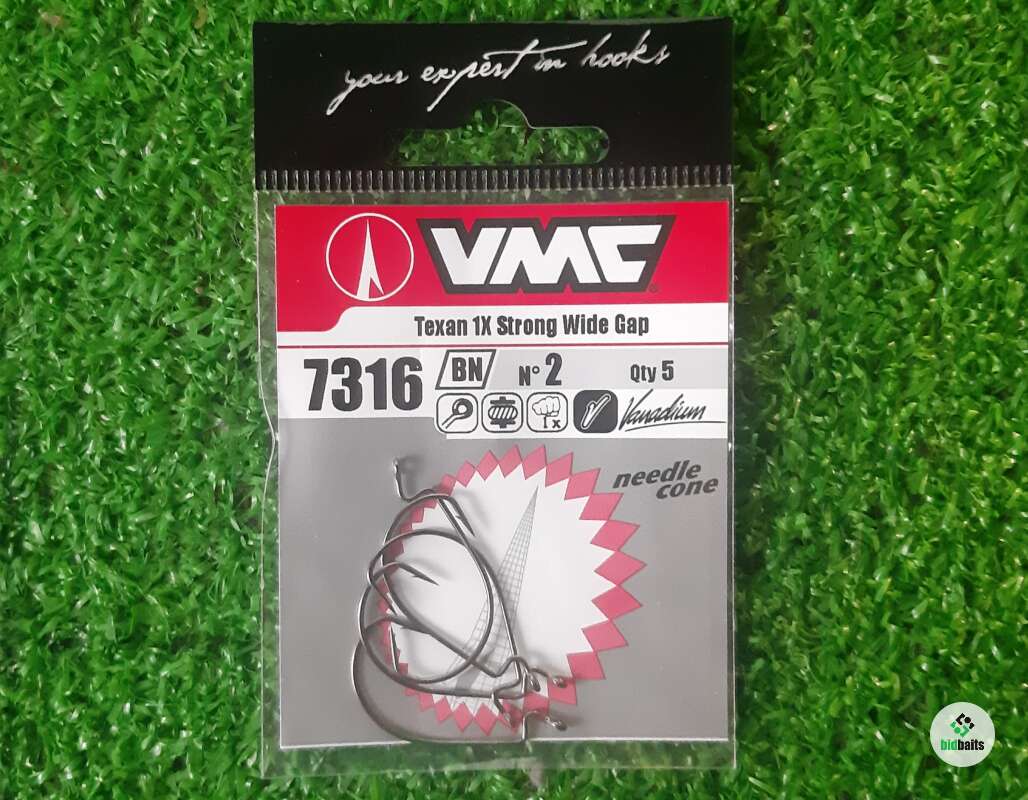 your expert in hooks
VMC
Texan 1X Strong Wide Gap
7316 BN N° 2 Qty 5
1x Vanadium
needle
cone
bidbaits